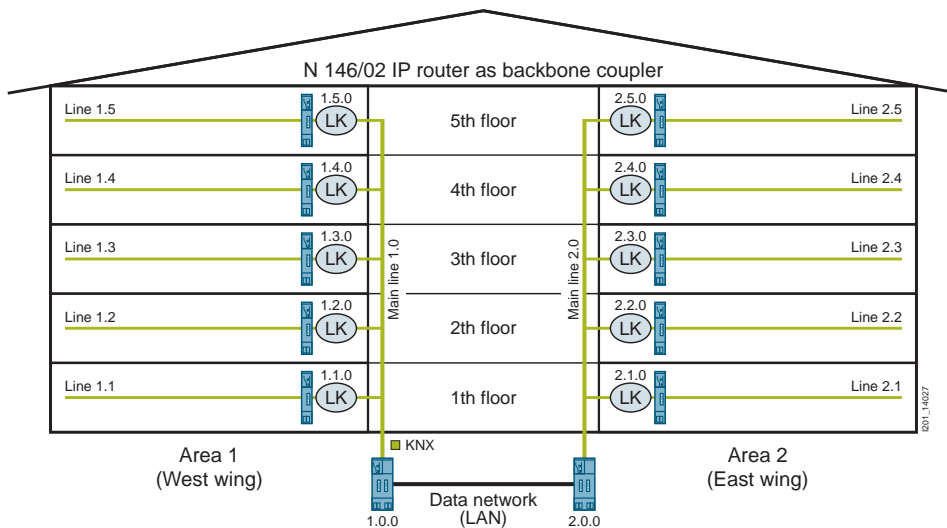 N 146/02 IP router as backbone coupler
Line 1.5
1.5.0
LK
5th floor
2.5.0
LK
Line 2.5
Line 1.4
1.4.0
LK
4th floor
2.4.0
LK
Line 2.4
Line 1.3
1.3.0
LK
Main line 1.0
3th floor
Main line 2.0
2.3.0
LK
Line 2.3
Line 1.2
1.2.0
LK
2th floor
2.2.0
LK
Line 2.2
Line 1.1
1.1.0
LK
1th floor
2.1.0
LK
Line 2.1
I201_14027
KNX
Area 1
(West wing)
Area 2
(East wing)
Data network
(LAN)
1.0.0
2.0.0